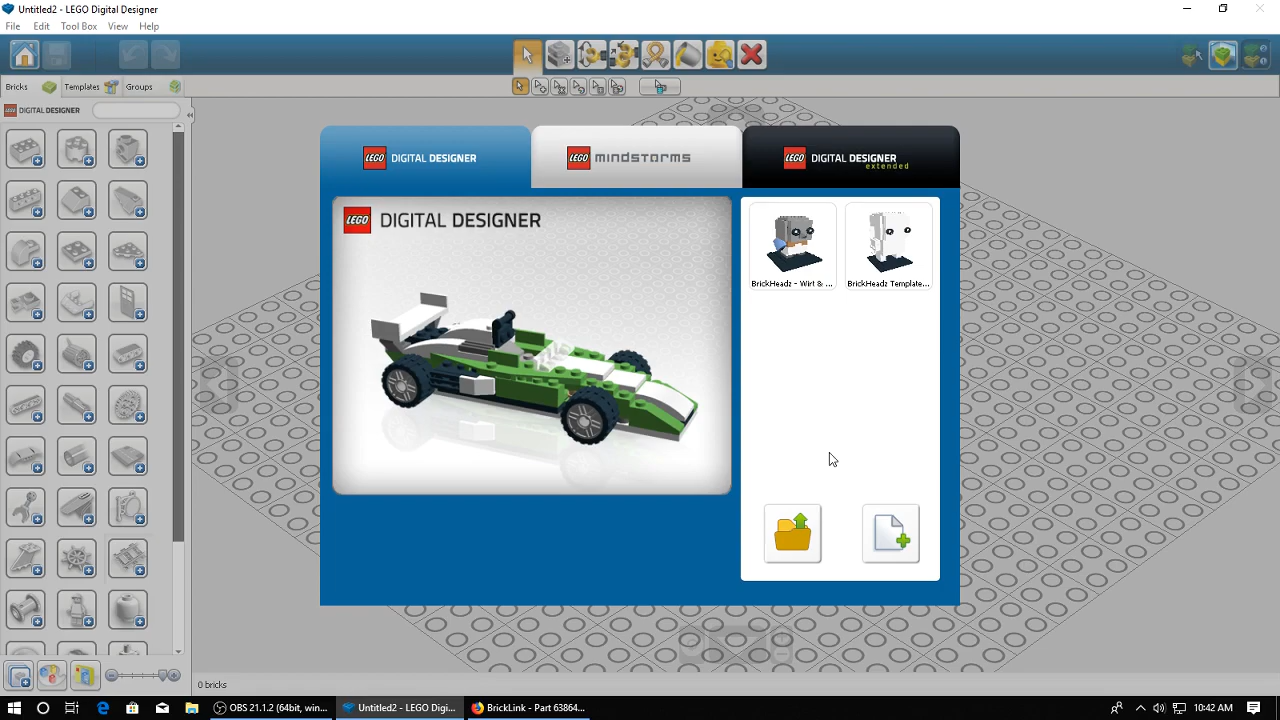 Untitled2 - LEGO Digital Designer
File Edit Tool Box View Help
Bricks Templates Groups
LEGO DIGITAL DESIGNER
LEGO DIGITAL DESIGNER
LEGO mindstorms
LEGO DIGITAL DESIGNER extended
LEGO DIGITAL DESIGNER
BrickHeadz - Wirt & ...
BrickHeadz Template...
0 bricks
OBS 21.1.2 (64bit, win...
Untitled2 - LEGO Digi...
BrickLink - Part 63864...
10:42 AM